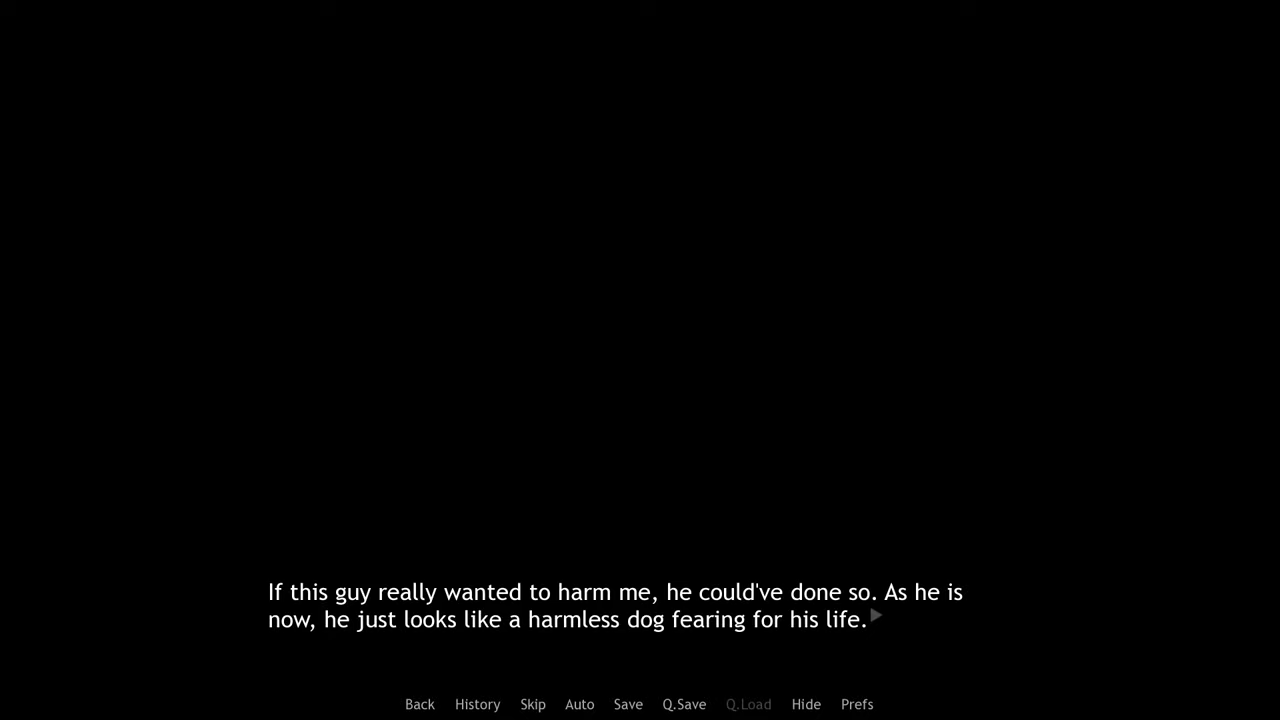 If this guy really wanted to harm me, he could've done so. As he is
now, he just looks like a harmless dog fearing for his life.
Back History Skip Auto Save Q.Save Q.Load Hide Prefs